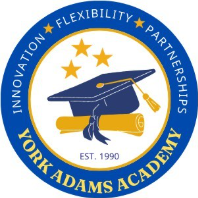 INNOVATION ★ FLEXIBILITY ★ PARTNERSHIPS
EST. 1990
YORK ADAMS ACADEMY